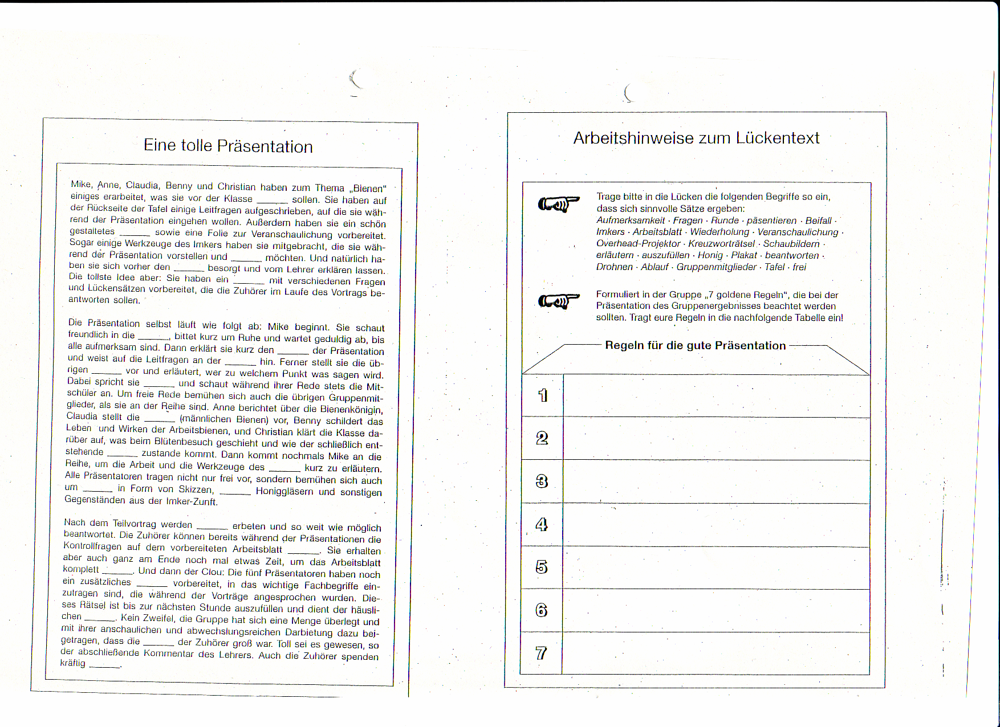 Eine tolle Präsentation
Mike, Anne, Claudia, Benny und Christian haben zum Thema „Bienen“
einiges erarbeitet, was sie vor der Klasse ______ sollen. Sie haben auf
der Rückseite der Tafel einige Leitfragen aufgeschrieben, auf die sie wäh-
rend der Präsentation eingehen wollen. Außerdem haben sie ein schön
gestaltetes ______ sowie eine Folie zur Veranschaulichung vorbereitet.
Sogar einige Werkzeuge des Imkers haben sie mitgebracht, die sie wäh-
rend der Präsentation vorstellen und ______ möchten. Und natürlich ha-
ben sie sich vorher den ______ besorgt und vom Lehrer erklären lassen.
Die tollste Idee aber: Sie haben ein ______ mit verschiedenen Fragen
und Lückensätzen vorbereitet, die die Zuhörer im Laufe des Vortrags be-
antworten sollen.
Die Präsentation selbst läuft wie folgt ab: Mike beginnt. Sie schaut
freundlich in die ______, bittet kurz um Ruhe und wartet geduldig ab, bis
alle aufmerksam sind. Dann erklärt sie kurz den ______ der Präsentation
und weist auf die Leitfragen an der ______ hin. Ferner stellt sie die üb-
rigen ______ vor und erläutert, wer zu welchem Punkt was sagen wird.
Dabei spricht sie ______ und schaut während ihrer Rede stets die Mit-
schüler an. Um freie Rede bemühen sich auch die übrigen Gruppenmit-
glieder, als sie an der Reihe sind. Anne berichtet über die Bienenkönigin,
Claudia stellt die ______ (männlichen Bienen) vor, Benny schildert das
Leben und Wirken der Arbeitsbienen, und Christian klärt die Klasse da-
rüber auf, was beim Blütenbesuch geschieht und wie der schließlich ent-
stehende ______ zustande kommt. Dann kommt nochmals Mike an die
Reihe, um die Arbeit und die Werkzeuge des ______ kurz zu erläutern.
Alle Präsentatoren tragen nicht nur frei vor, sondern bemühen sich auch
um ______ in Form von Skizzen, ______ Honiggläsern und sonstigen
Gegenständen aus der Imker-Zunft.
Nach dem Teilvortrag werden ______ erbeten und so weit wie möglich
beantwortet. Die Zuhörer können bereits während der Präsentationen die
Kontrollfragen auf dem vorbereiteten Arbeitsblatt ______. Sie erhalten
aber auch ganz am Ende noch mal etwas Zeit, um das Arbeitsblatt
komplett ______. Und dann der Clou: Die fünf Präsentatoren haben noch
ein zusätzliches ______ vorbereitet, in das wichtige Fachbegriffe ein-
zutragen sind, die während der Vorträge angesprochen wurden. Die-
ses Rätsel ist bis zur nächsten Stunde auszufüllen und dient der häusli-
chen ______. Kein Zweifel, die Gruppe hat sich eine Menge überlegt und
mit ihrer anschaulichen und abwechslungsreichen Darbietung dazu bei-
getragen, dass die ______ der Zuhörer groß war. Toll sei es gewesen, so
der abschließende Kommentar des Lehrers. Auch die Zuhörer spenden
kräftig ______.
Arbeitshinweise zum Lückentext
Trage bitte in die Lücken die folgenden Begriffe so ein,
dass sich sinnvolle Sätze ergeben:
Aufmerksamkeit · Fragen · Runde · päsentieren · Beifall ·
Imkers · Arbeitsblatt · Wiederholung · Veranschaulichung ·
Overhead-Projektor · Kreuzworträtsel · Schaubildern ·
erläutern · auszufüllen · Honig · Plakat · beantworten ·
Drohnen · Ablauf · Gruppenmitglieder · Tafel · frei
Formuliert in der Gruppe „7 goldene Regeln“, die bei der
Präsentation des Gruppenergebnisses beachtet werden
sollten. Tragt eure Regeln in die nachfolgende Tabelle ein!
Regeln für die gute Präsentation
1
2
3
4
5
6
7